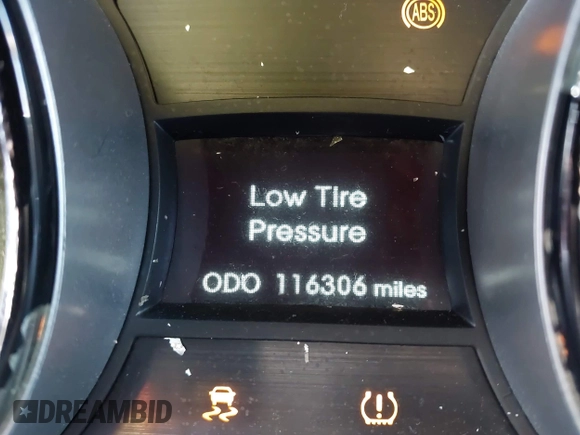 ABS
Low Tire
Pressure
ODO 116306 miles
DREAMBID